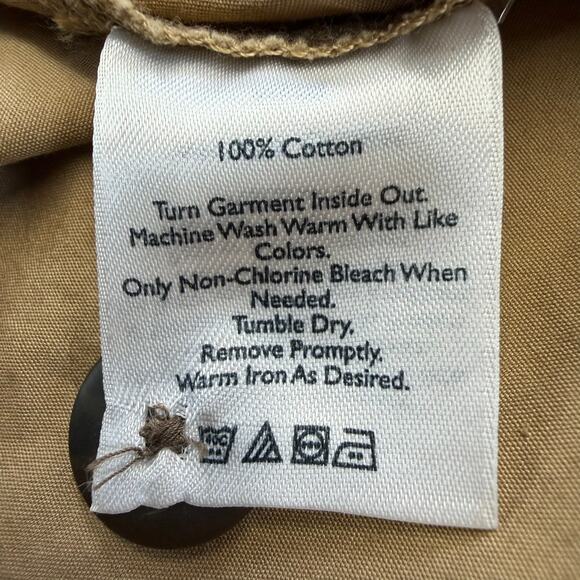 100% Cotton
Turn Garment Inside Out.
Machine Wash Warm With Like
Colors.
Only Non-Chlorine Bleach When
Needed.
Tumble Dry,
Remove Promptly.
Warm Iron As Desired.